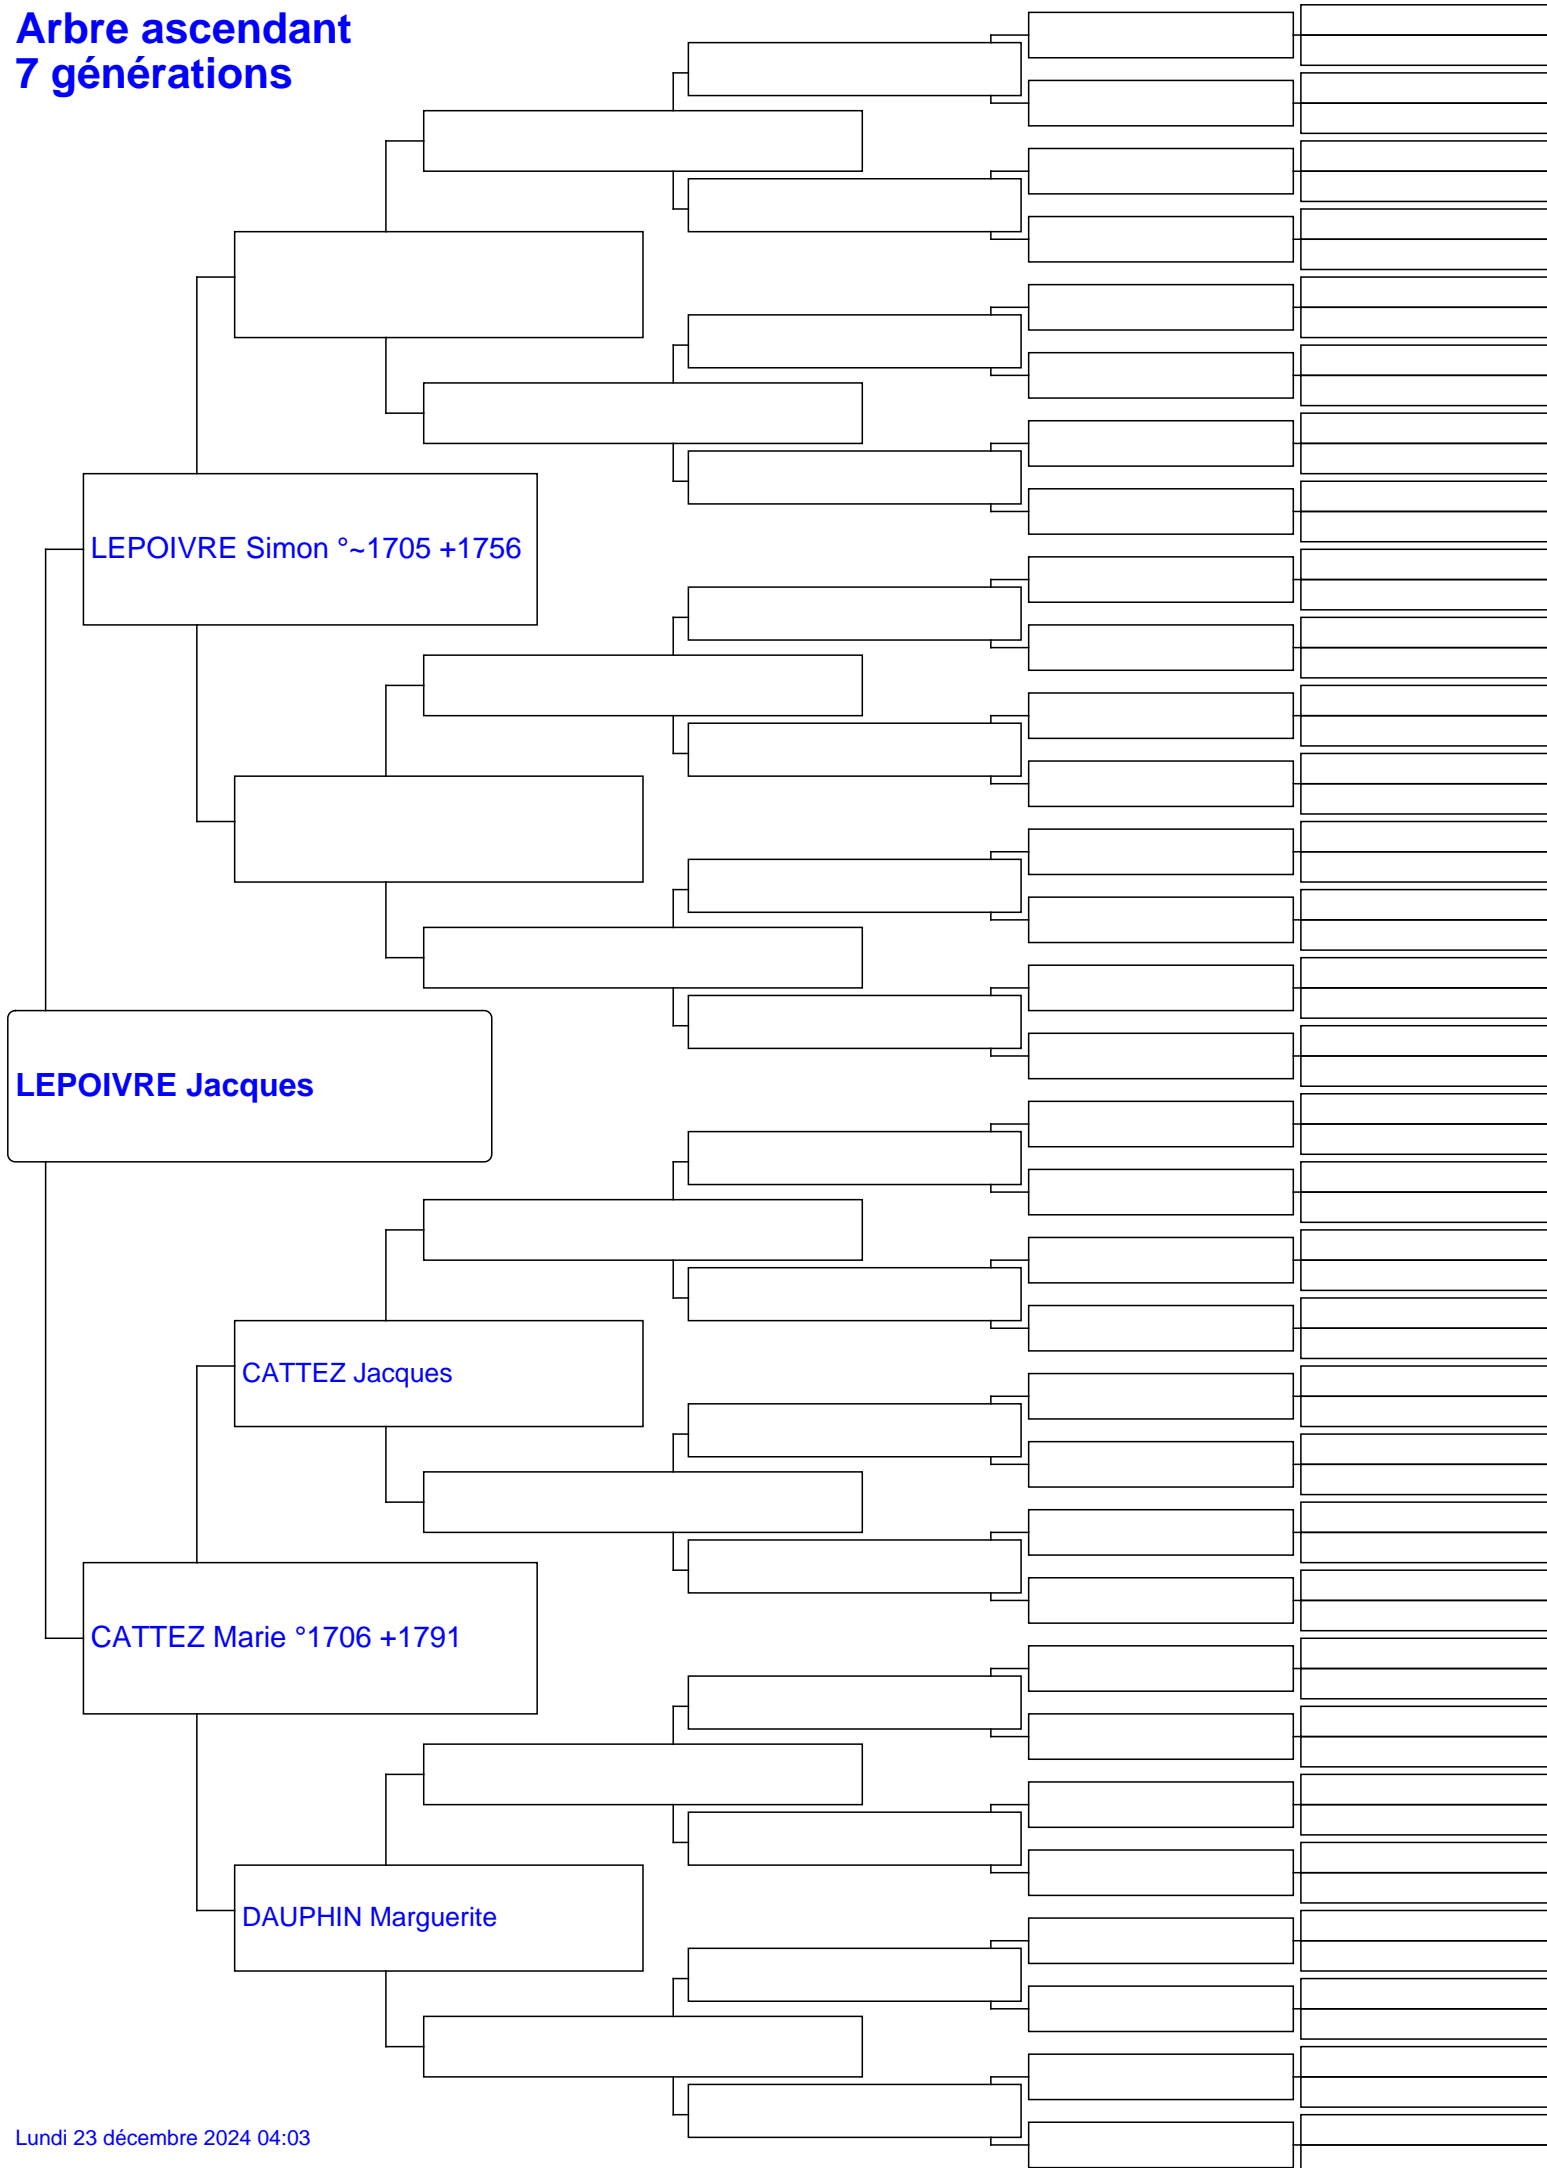 Arbre ascendant
7 générations
LEPOIVRE Simon °~1705 +1756
LEPOIVRE Jacques
CATTEZ Jacques
CATTEZ Marie °1706 +1791
DAUPHIN Marguerite
Lundi 23 décembre 2024 04:03